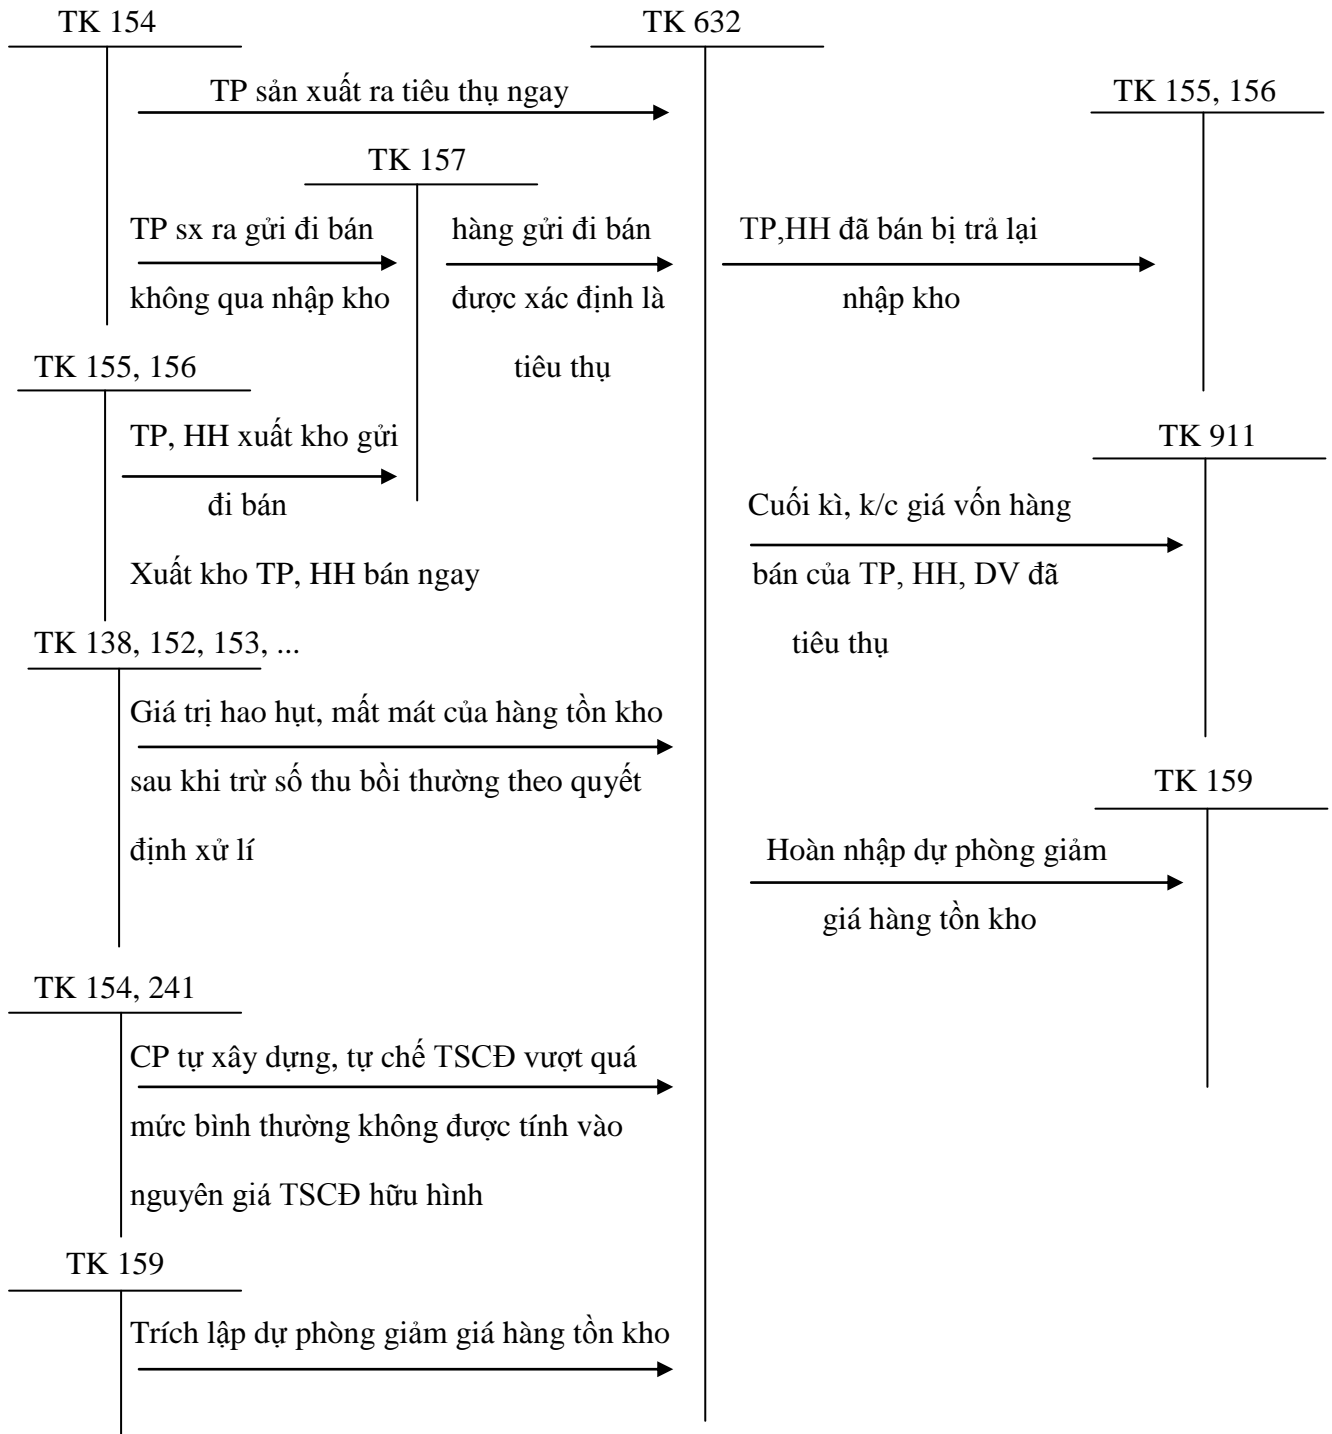 TK 154
TK 632
TP sản xuất ra tiêu thụ ngay
TK 155, 156
TK 157
TP sx ra gửi đi bán
không qua nhập kho
hàng gửi đi bán
được xác định là
tiêu thụ
TP,HH đã bán bị trả lại
nhập kho
TK 155, 156
TP, HH xuất kho gửi
đi bán
TK 911
Cuối kì, k/c giá vốn hàng
bán của TP, HH, DV đã
tiêu thụ
Xuất kho TP, HH bán ngay
TK 138, 152, 153, ...
Giá trị hao hụt, mất mát của hàng tồn kho
sau khi trừ số thu bồi thường theo quyết
định xử lí
TK 159
Hoàn nhập dự phòng giảm
giá hàng tồn kho
TK 154, 241
CP tự xây dựng, tự chế TSCĐ vượt quá
mức bình thường không được tính vào
nguyên giá TSCĐ hữu hình
TK 159
Trích lập dự phòng giảm giá hàng tồn kho